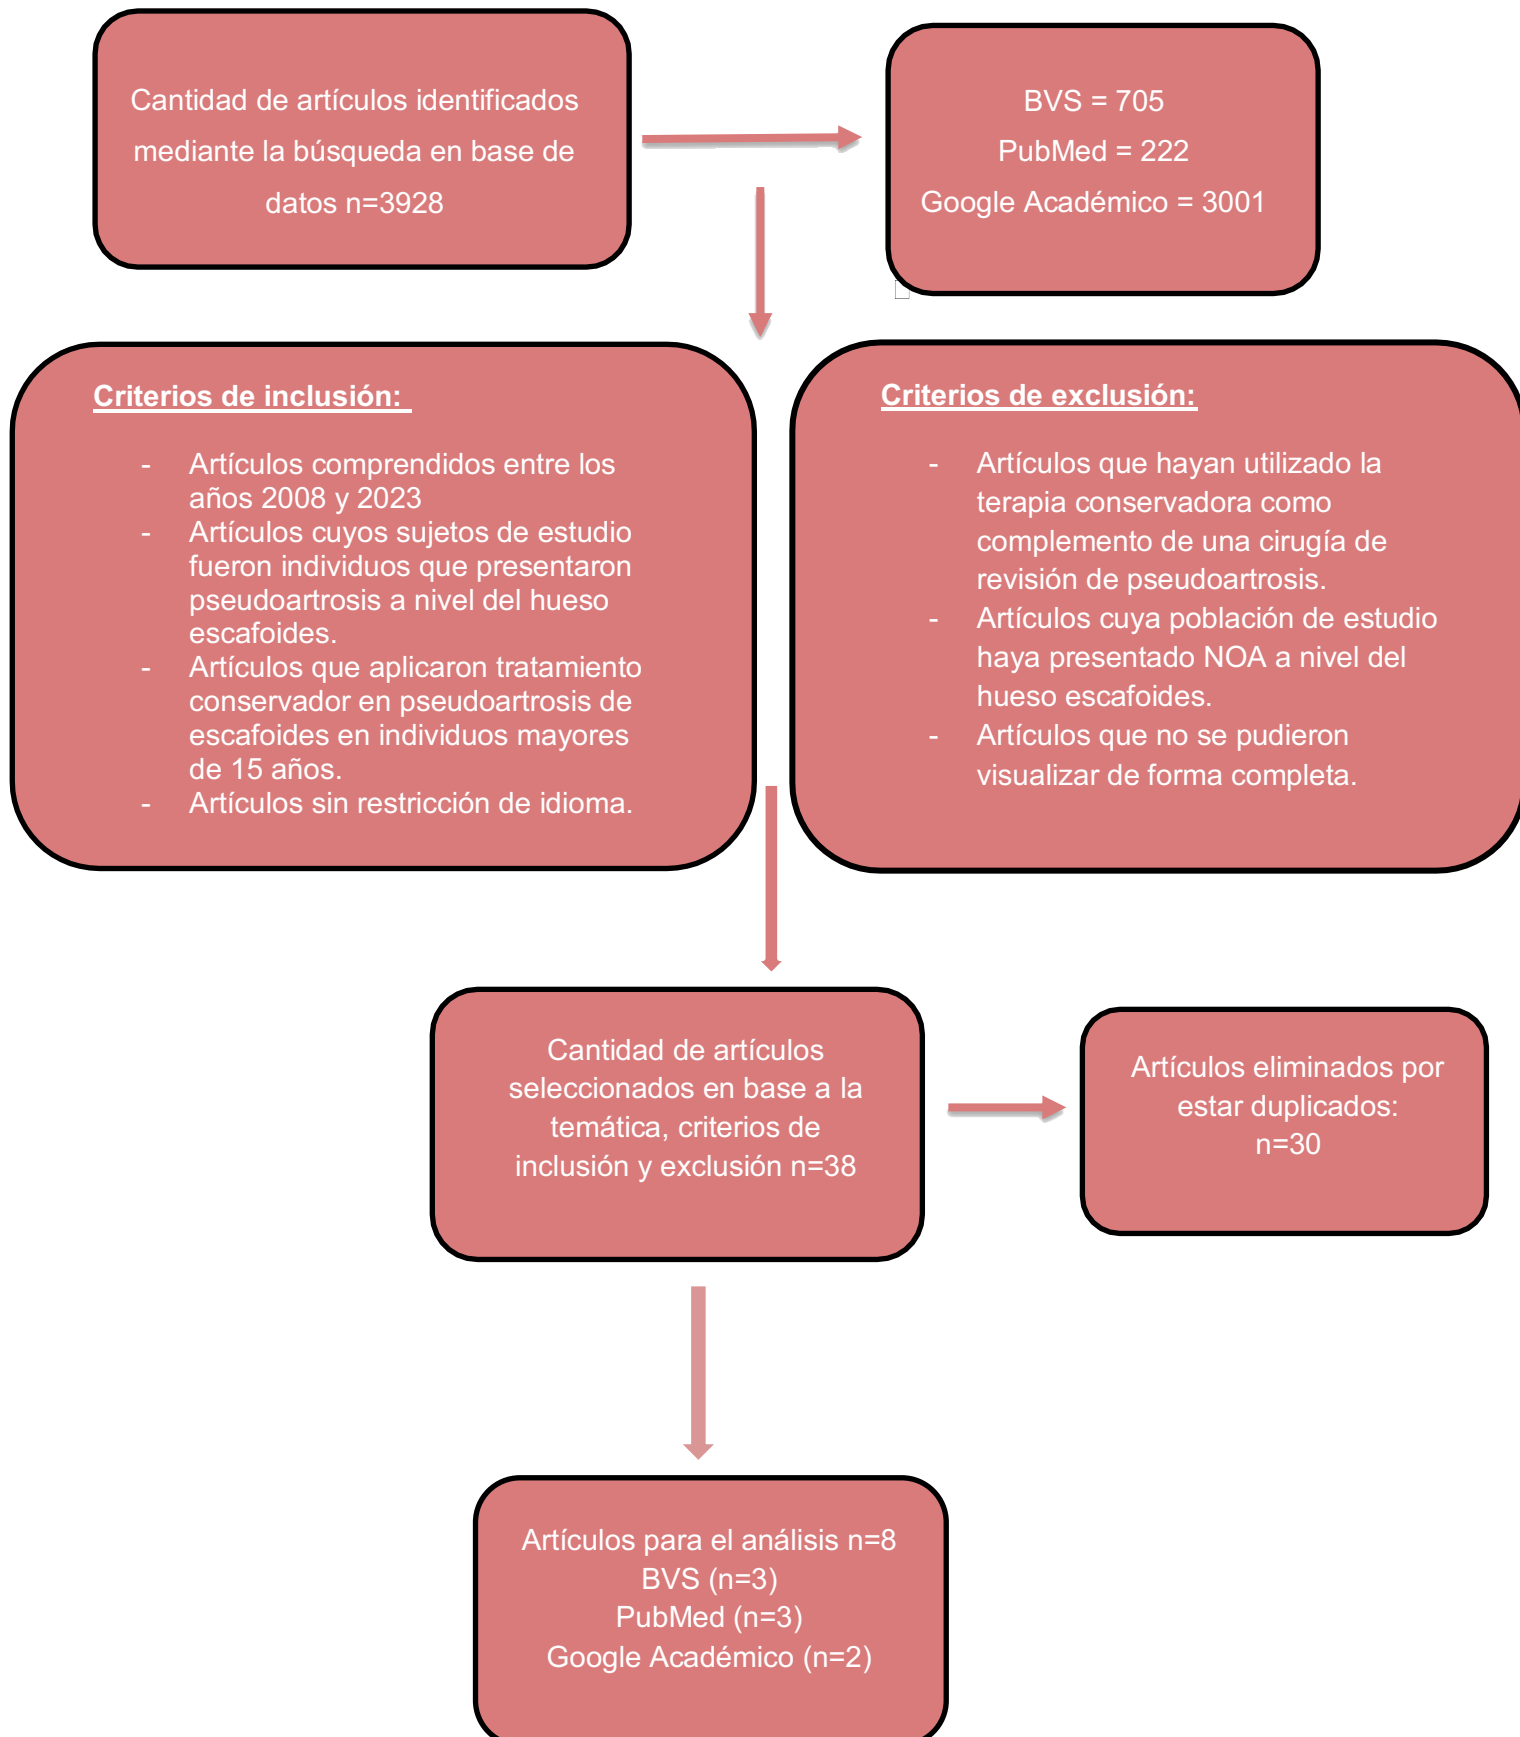 Cantidad de artículos identificados
mediante la búsqueda en base de
datos n=3928
BVS = 705
PubMed = 222
Google Académico = 3001
Criterios de inclusión:
- Artículos comprendidos entre los
años 2008 y 2023
- Artículos cuyos sujetos de estudio
fueron individuos que presentaron
pseudoartrosis a nivel del hueso
escafoides.
- Artículos que aplicaron tratamiento
conservador en pseudoartrosis de
escafoides en individuos mayores
de 15 años.
- Artículos sin restricción de idioma.
Criterios de exclusión:
- Artículos que hayan utilizado la
terapia conservadora como
complemento de una cirugía de
revisión de pseudoartrosis.
- Artículos cuya población de estudio
haya presentado NOA a nivel del
hueso escafoides.
- Artículos que no se pudieron
visualizar de forma completa.
Cantidad de artículos
seleccionados en base a la
temática, criterios de
inclusión y exclusión n=38
Artículos eliminados por
estar duplicados:
n=30
Artículos para el análisis n=8
BVS (n=3)
PubMed (n=3)
Google Académico (n=2)